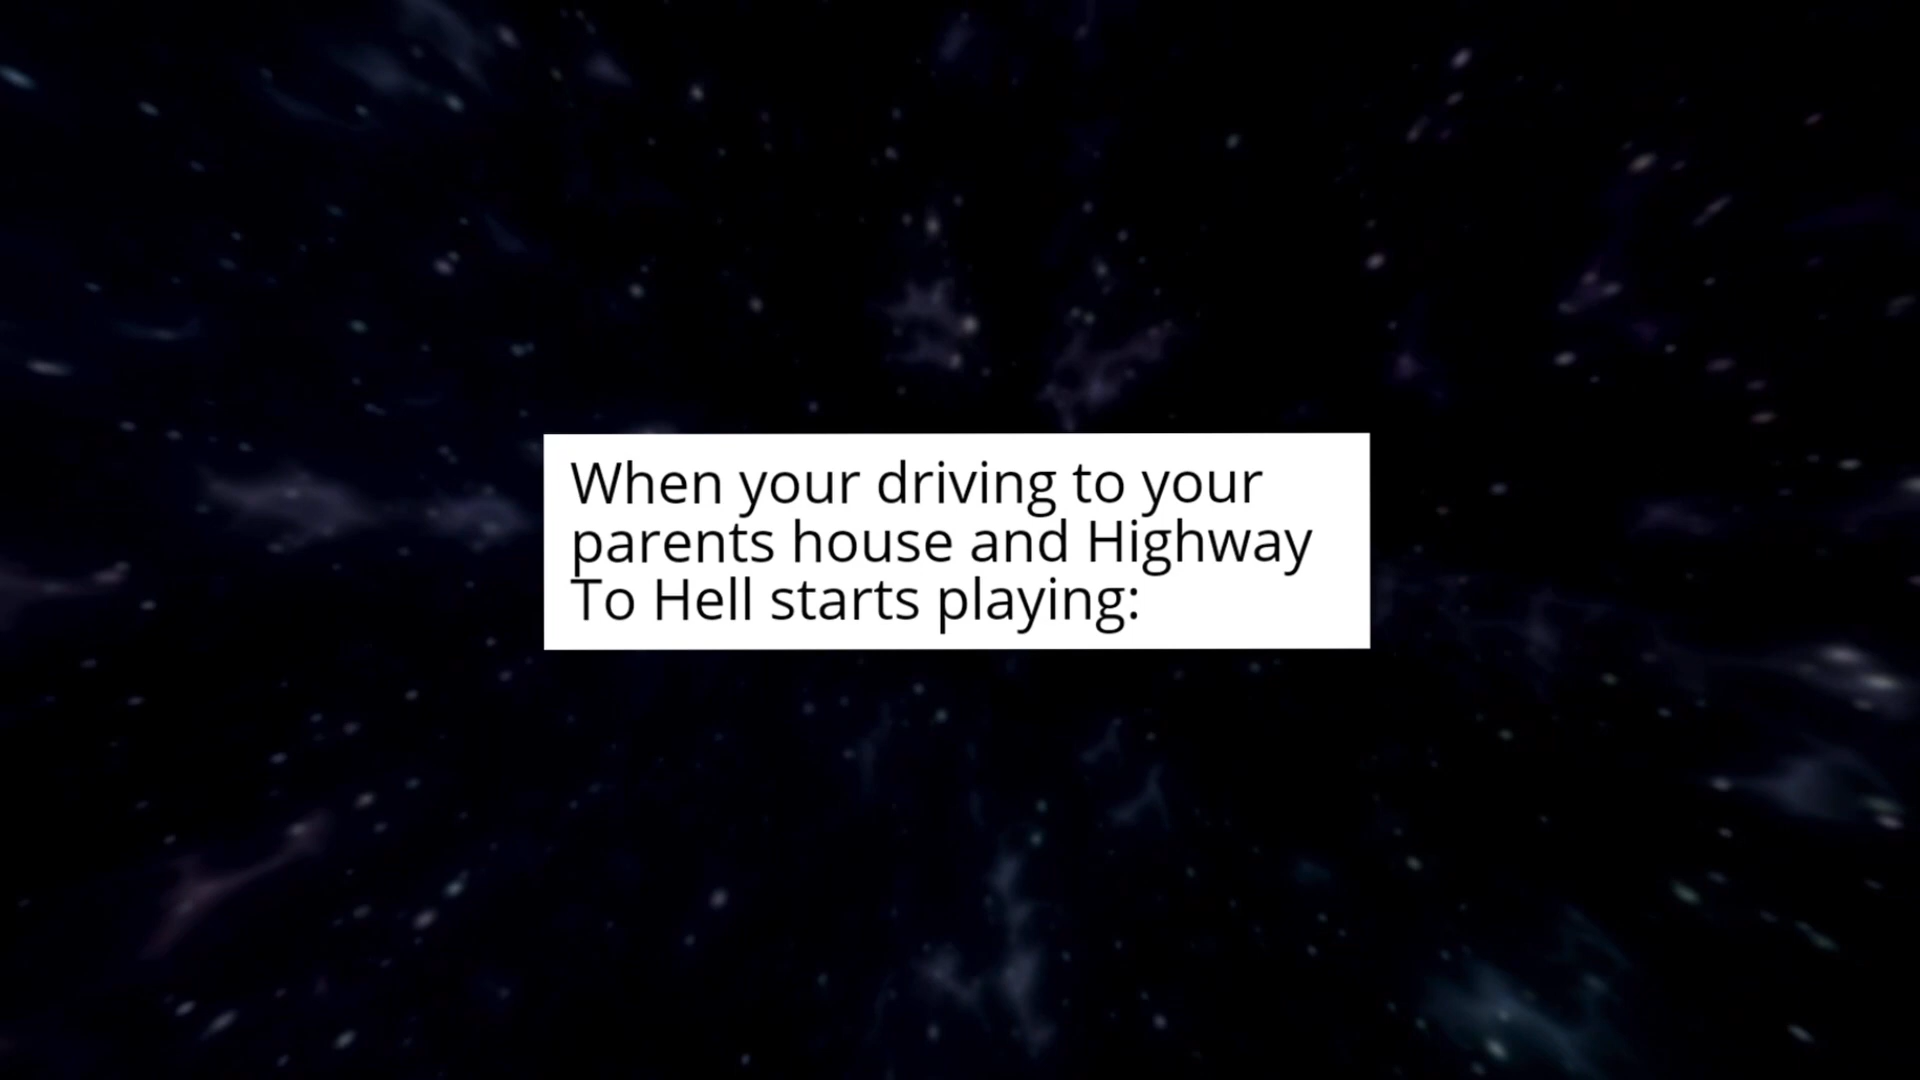 When your driving to your
parents house and Highway
To Hell starts playing: